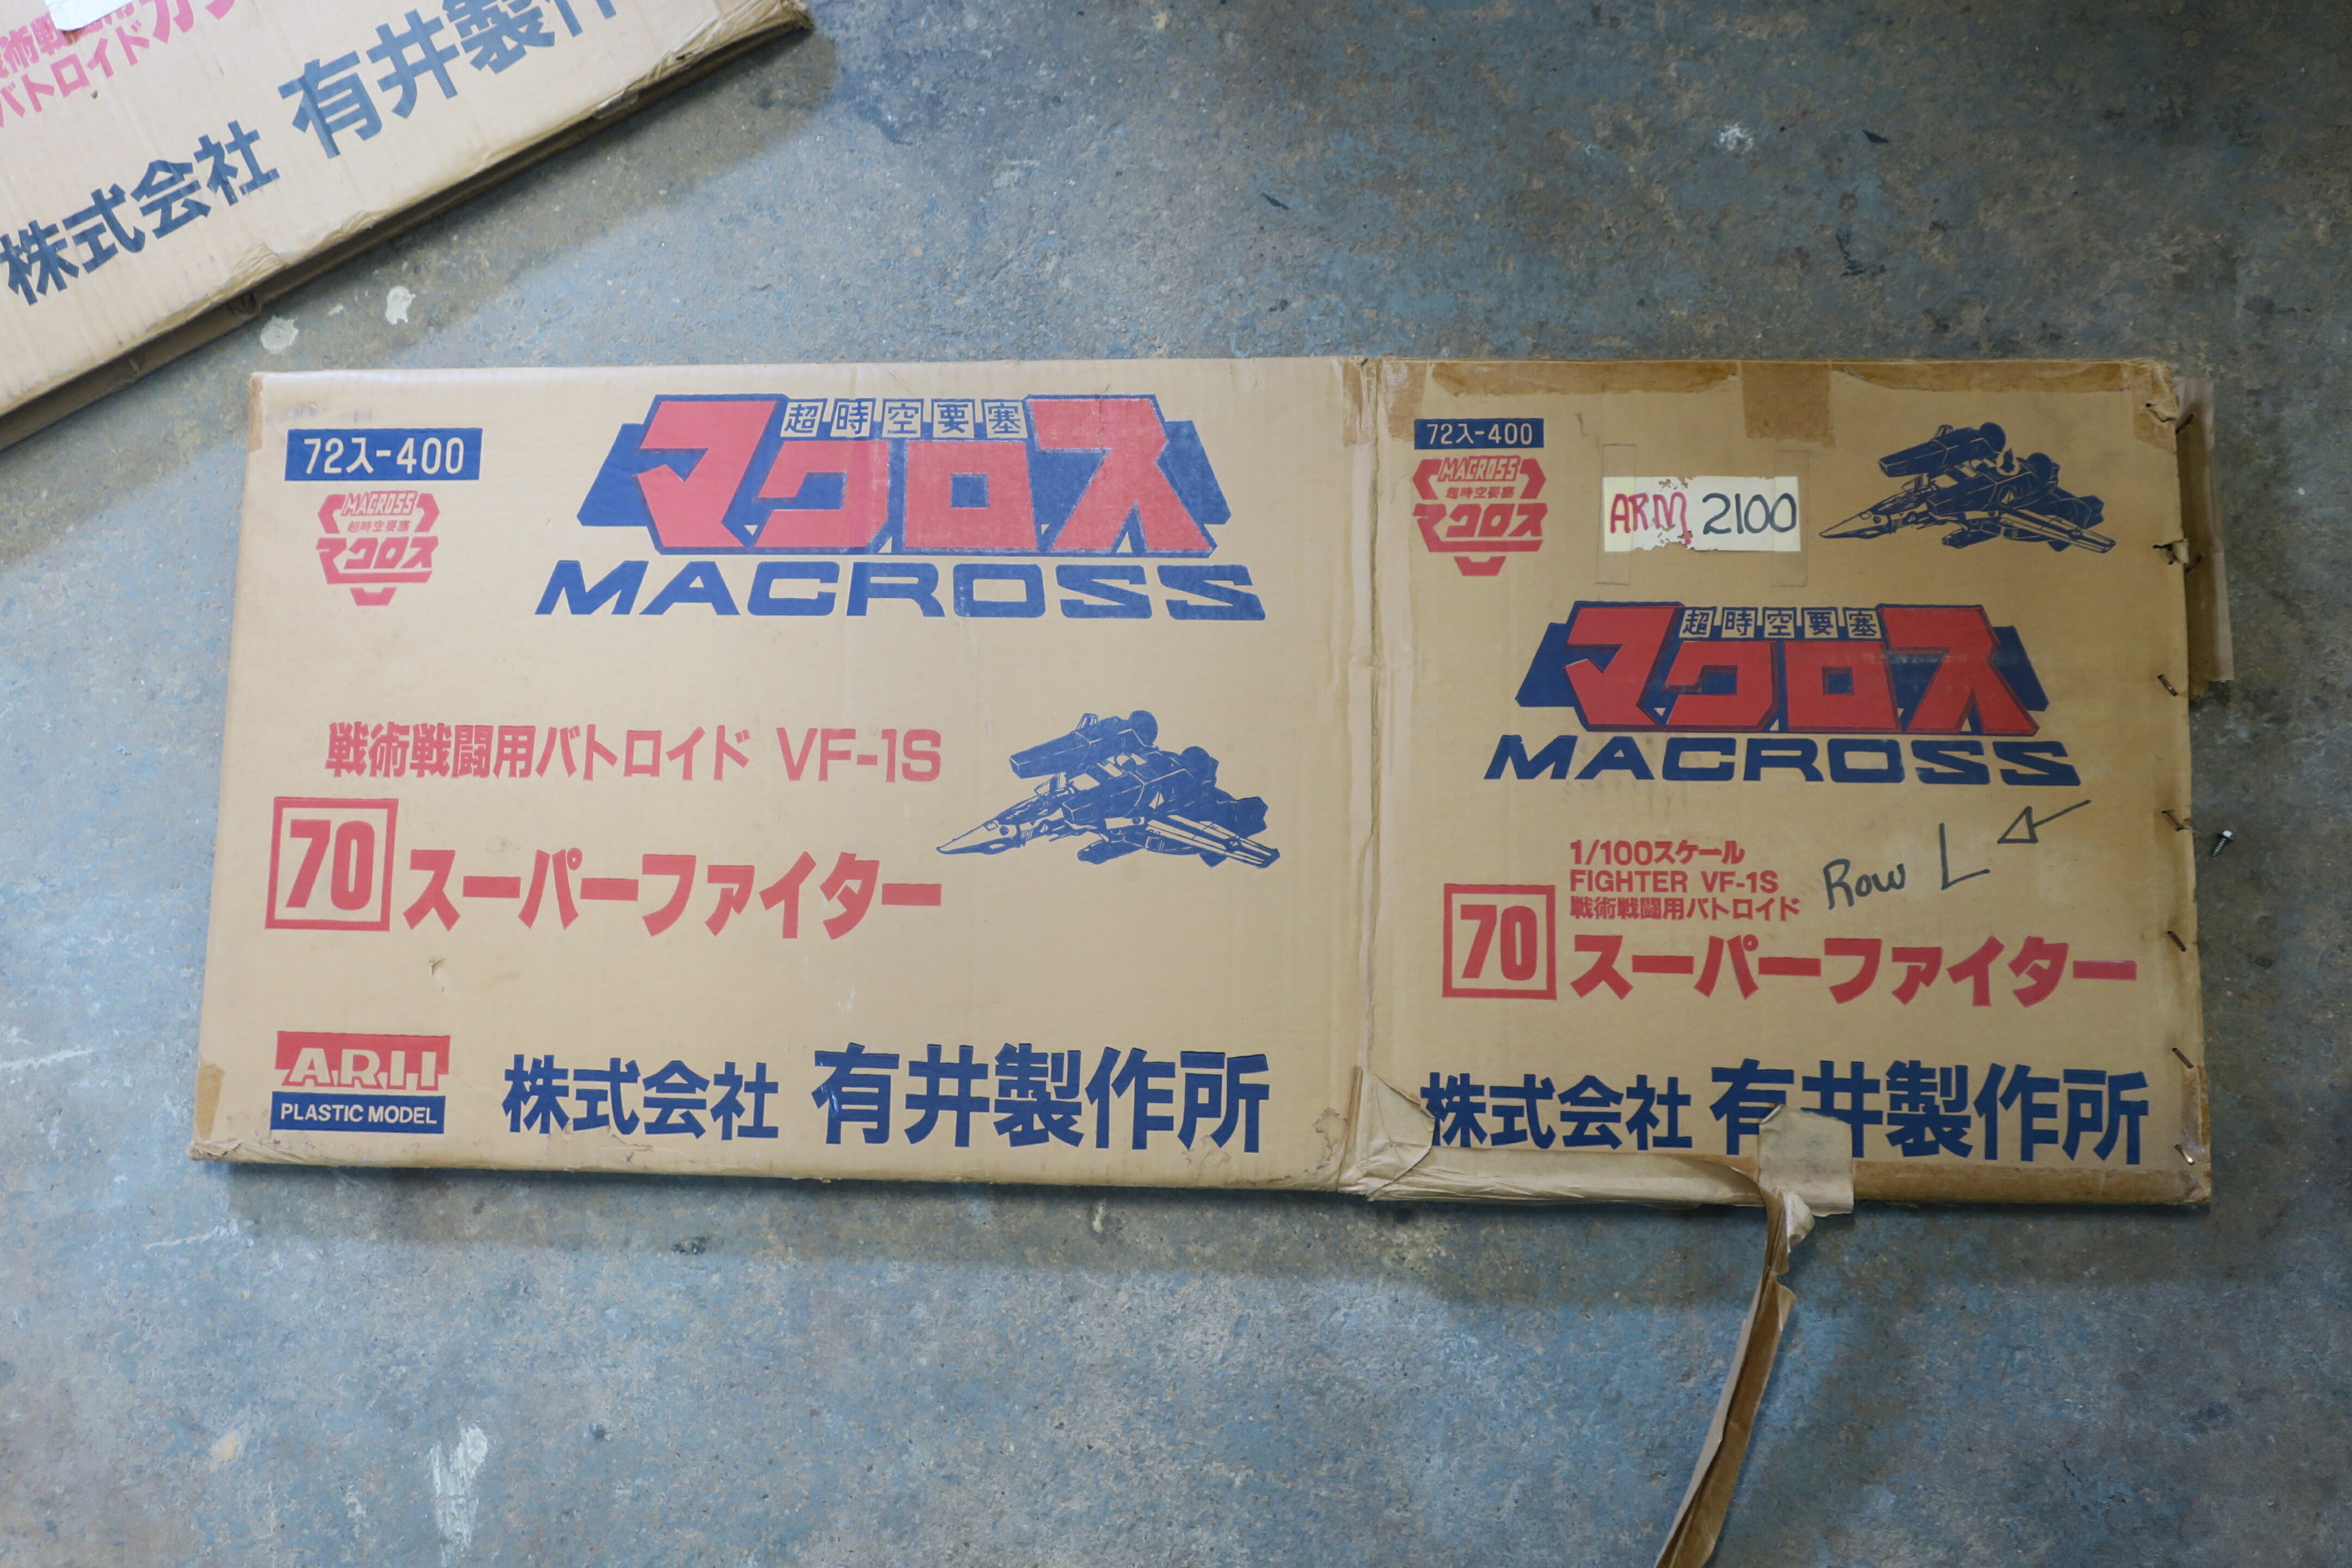 バトロイド
株式会社 有井製作
72入-400
MACROSS
超時空要塞
マクロス
超時空要塞
マクロス
MACROSS
戦術戦闘用バトロイド VF-1S
70 スーパーファイター
ARII
PLASTIC MODEL
株式会社 有井製作所
72入-400
MACROSS
超時空要塞
マクロス
ARM 2100
超時空要塞
マクロス
MACROSS
1/100スケール
FIGHTER VF-1S
戦術戦闘用バトロイド
Row L
70 スーパーファイター
株式会社 有井製作所